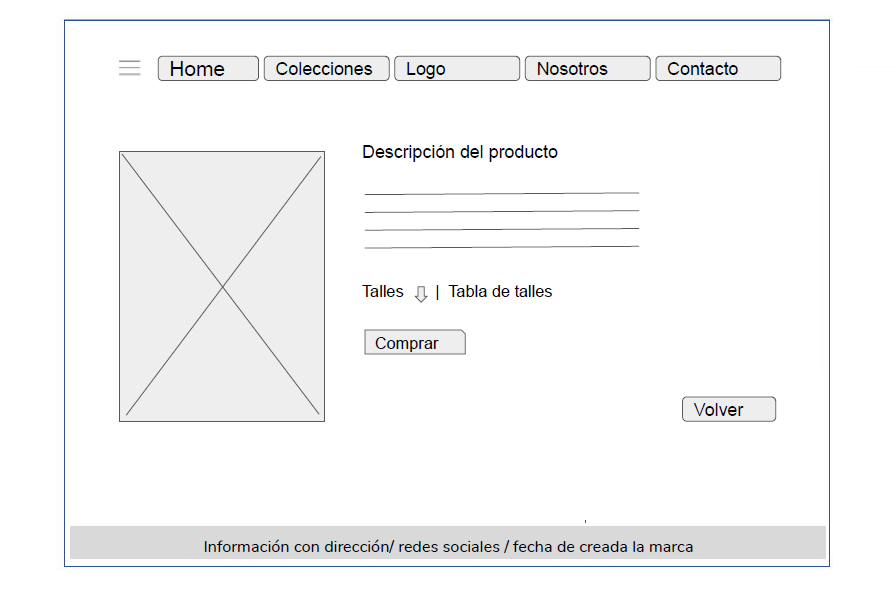 Home Colecciones Logo Nosotros Contacto
Descripción del producto
Talles | Tabla de talles
Comprar
Volver
Información con dirección/ redes sociales / fecha de creada la marca